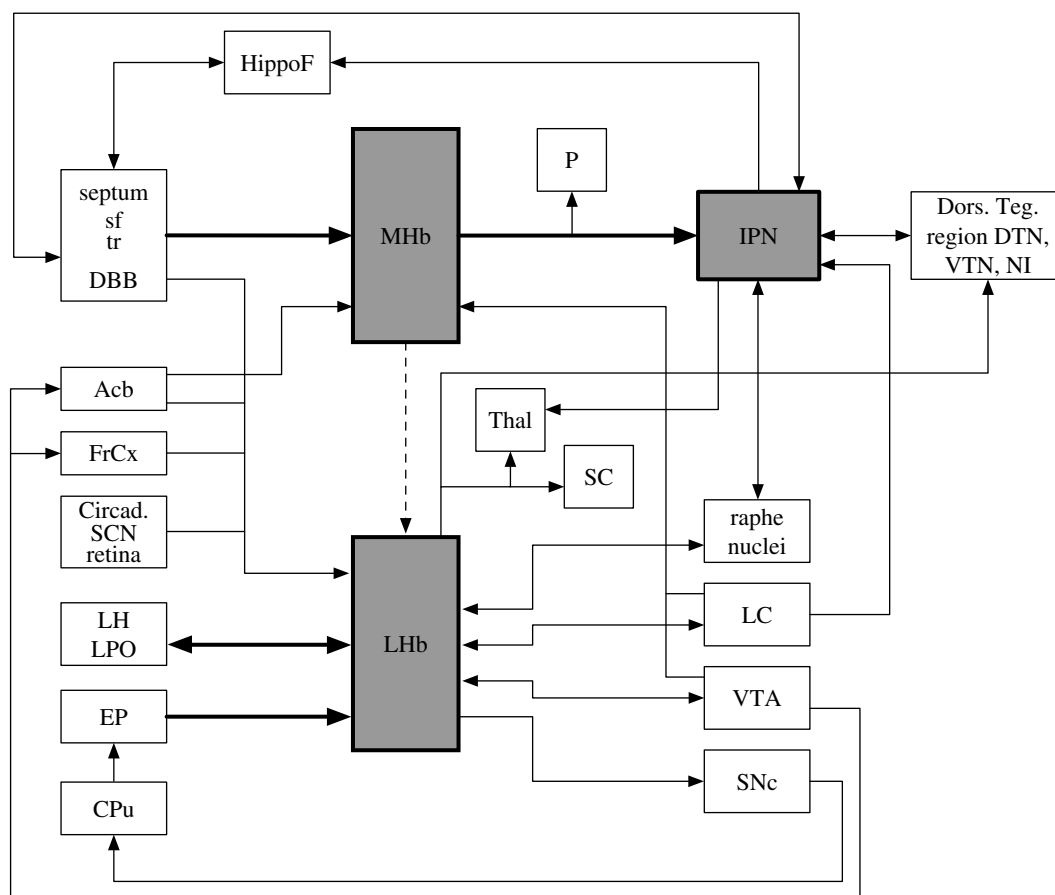 HippoF
septum
sf
tr
DBB
MHb
P
IPN
Dors. Teg.
region DTN,
VTN, NI
Acb
FrCx
Circad.
SCN
retina
Thal
SC
raphe
nuclei
LH
LPO
LHb
LC
EP
VTA
CPu
SNc